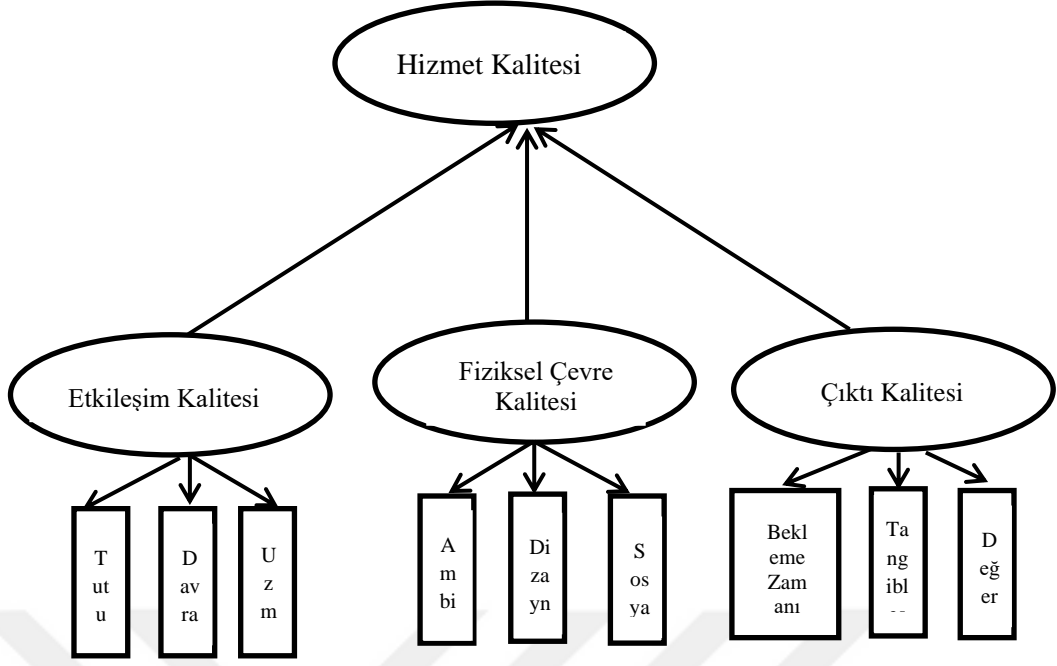 Hizmet Kalitesi
Etkileşim Kalitesi
Fiziksel Çevre
Kalitesi
Çıktı Kalitesi
T
ut
u
D
av
ra
U
z
m
A
m
bi
Di
za
yn
S
os
ya
Bekl
eme
Zam
anı
Ta
ng
ibl
D
eğ
er